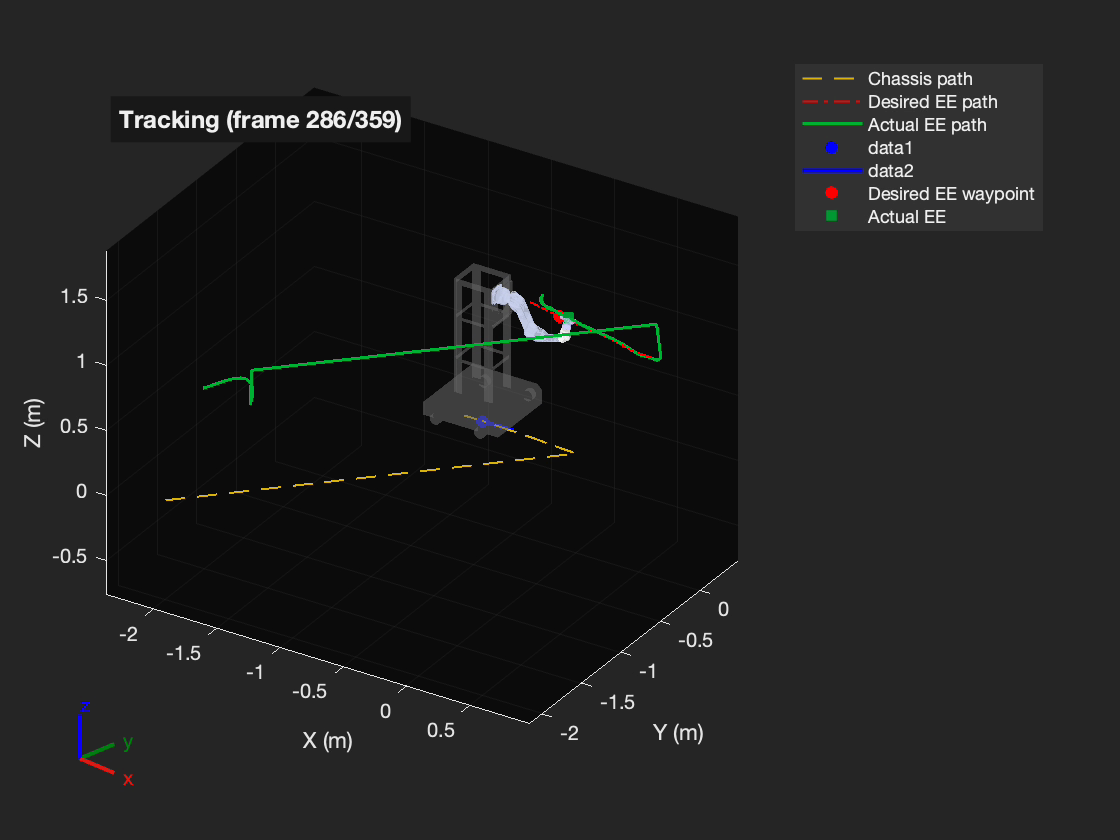 Tracking (frame 286/359)
Chassis path
Desired EE path
Actual EE path
data1
data2
Desired EE waypoint
Actual EE
1.5
1
0.5
0
-0.5
Z (m)
-2
-1.5
-1
-0.5
0
0.5
X (m)
0
-0.5
-1
-1.5
-2
Y (m)
z
y
x